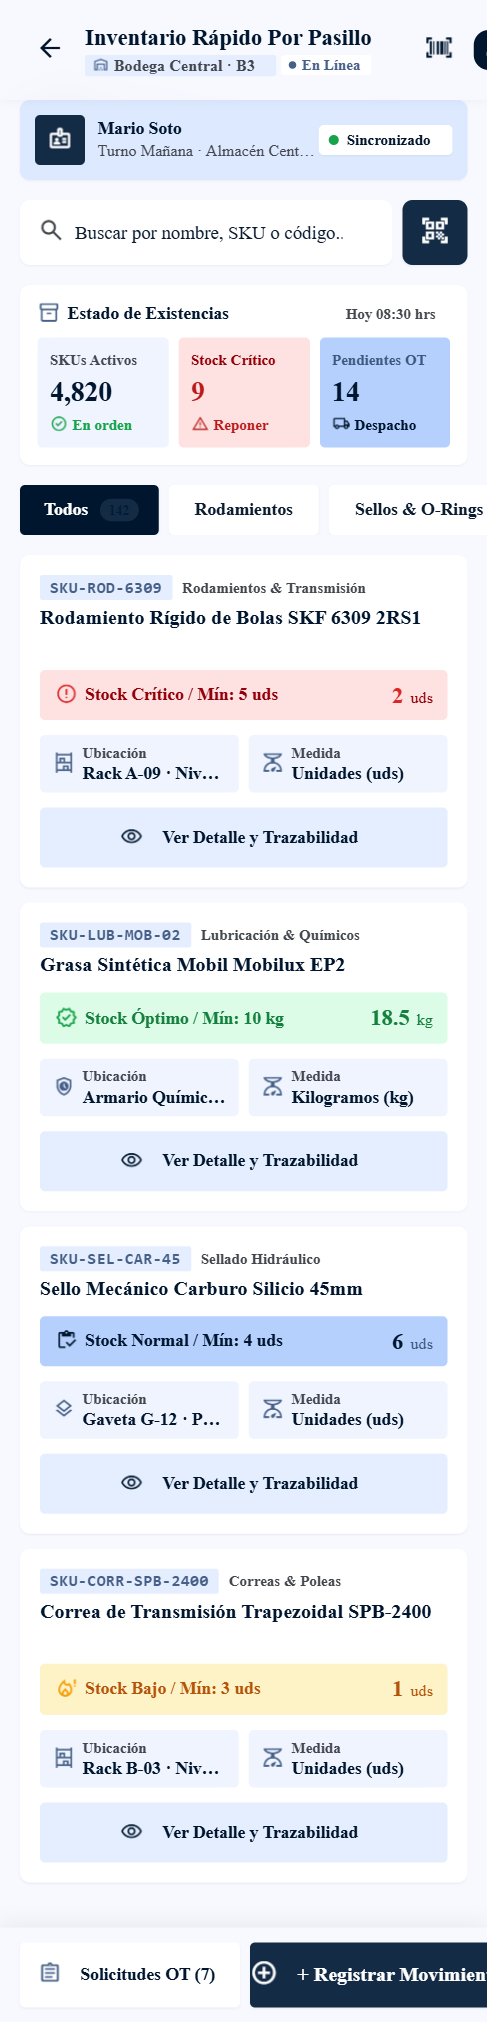 Inventario Rápido Por Pasillo
Bodega Central · B3
En Línea
Mario Soto
Turno Mañana · Almacén Cent...
Sincronizado
Buscar por nombre, SKU o código..
Estado de Existencias
Hoy 08:30 hrs
SKUs Activos
4,820
En orden
Stock Crítico
9
Reponer
Pendientes OT
14
Despacho
Todos 142
Rodamientos
Sellos & O-Rings
SKU-ROD-6309
Rodamientos & Transmisión
Rodamiento Rígido de Bolas SKF 6309 2RS1
Stock Crítico / Mín: 5 uds
2 uds
Ubicación
Rack A-09 · Niv...
Medida
Unidades (uds)
Ver Detalle y Trazabilidad
SKU-LUB-MOB-02
Lubricación & Químicos
Grasa Sintética Mobil Mobilux EP2
Stock Óptimo / Mín: 10 kg
18.5 kg
Ubicación
Armario Químic...
Medida
Kilogramos (kg)
Ver Detalle y Trazabilidad
SKU-SEL-CAR-45
Sellado Hidráulico
Sello Mecánico Carburo Silicio 45mm
Stock Normal / Mín: 4 uds
6 uds
Ubicación
Gaveta G-12 · P...
Medida
Unidades (uds)
Ver Detalle y Trazabilidad
SKU-CORR-SPB-2400
Correas & Poleas
Correa de Transmisión Trapezoidal SPB-2400
Stock Bajo / Mín: 3 uds
1 uds
Ubicación
Rack B-03 · Niv...
Medida
Unidades (uds)
Ver Detalle y Trazabilidad
Solicitudes OT (7)
+ Registrar Movimien